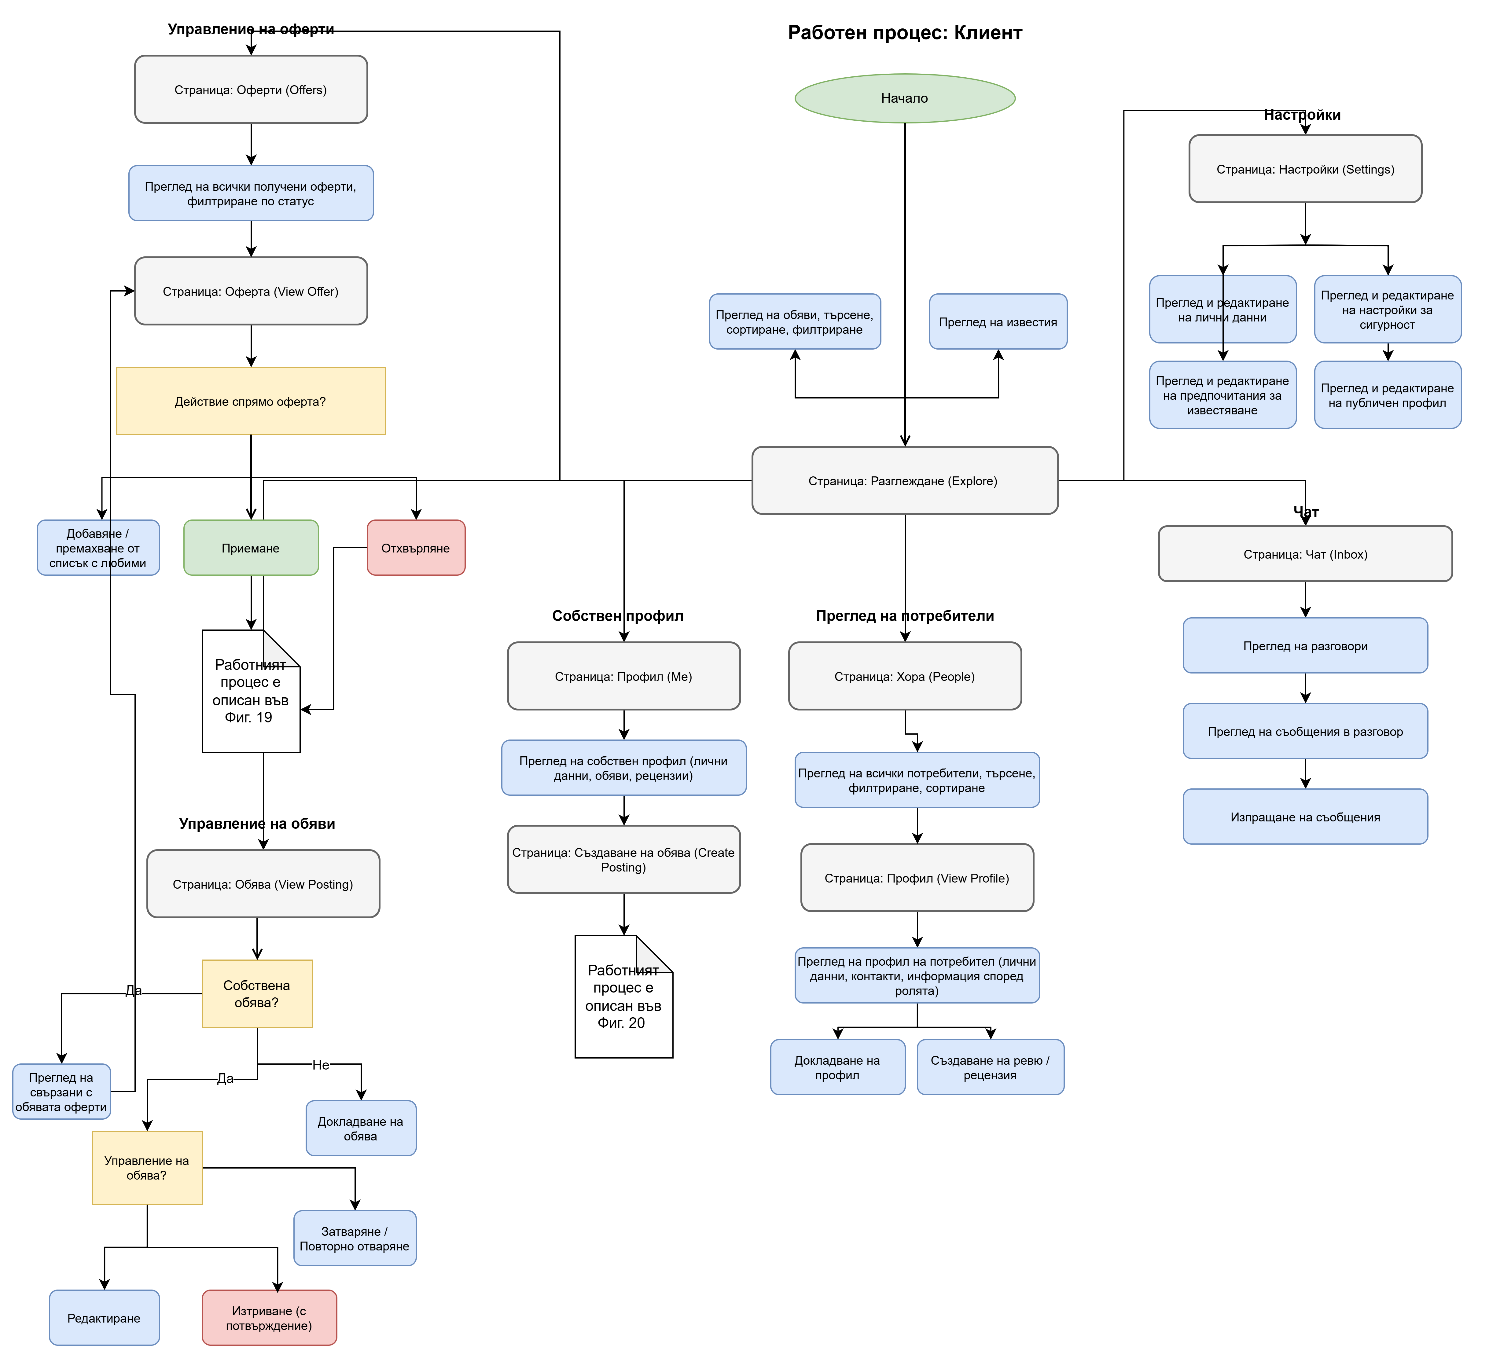 Работен процес: Клиент
Начало
Управление на оферти
Страница: Оферти (Offers)
Преглед на всички получени оферти,
филтриране по статус
Страница: Оферта (View Offer)
Действие спрямо оферта?
Добавяне /
премахване от
списък с любими
Приемане
Отхвърляне
Работният
процес е
описан във
Фиг. 19
Управление на обяви
Страница: Обява (View Posting)
Собствена
обява?
Да
Не
Да
Преглед на
свързани с
обявата оферти
Докладване на
обява
Управление на
обява?
Затваряне /
Повторно отваряне
Редактиране
Изтриване (с
потвърждение)
Преглед на обяви, търсене,
сортиране, филтриране
Преглед на известия
Страница: Разглеждане (Explore)
Собствен профил
Страница: Профил (Me)
Преглед на собствен профил (лични
данни, обяви, рецензии)
Страница: Създаване на обява (Create
Posting)
Работният
процес е
описан във
Фиг. 20
Преглед на потребители
Страница: Хора (People)
Преглед на всички потребители, търсене,
филтриране, сортиране
Страница: Профил (View Profile)
Преглед на профил на потребител (лични
данни, контакти, информация според
ролята)
Докладване на
профил
Създаване на ревю /
рецензия
Настройки
Страница: Настройки (Settings)
Преглед и редактиране
на лични данни
Преглед и редактиране
на настройки за
сигурност
Преглед и редактиране
на предпочитания за
известяване
Преглед и редактиране
на публичен профил
Чат
Страница: Чат (Inbox)
Преглед на разговори
Преглед на съобщения в разговор
Изпращане на съобщения